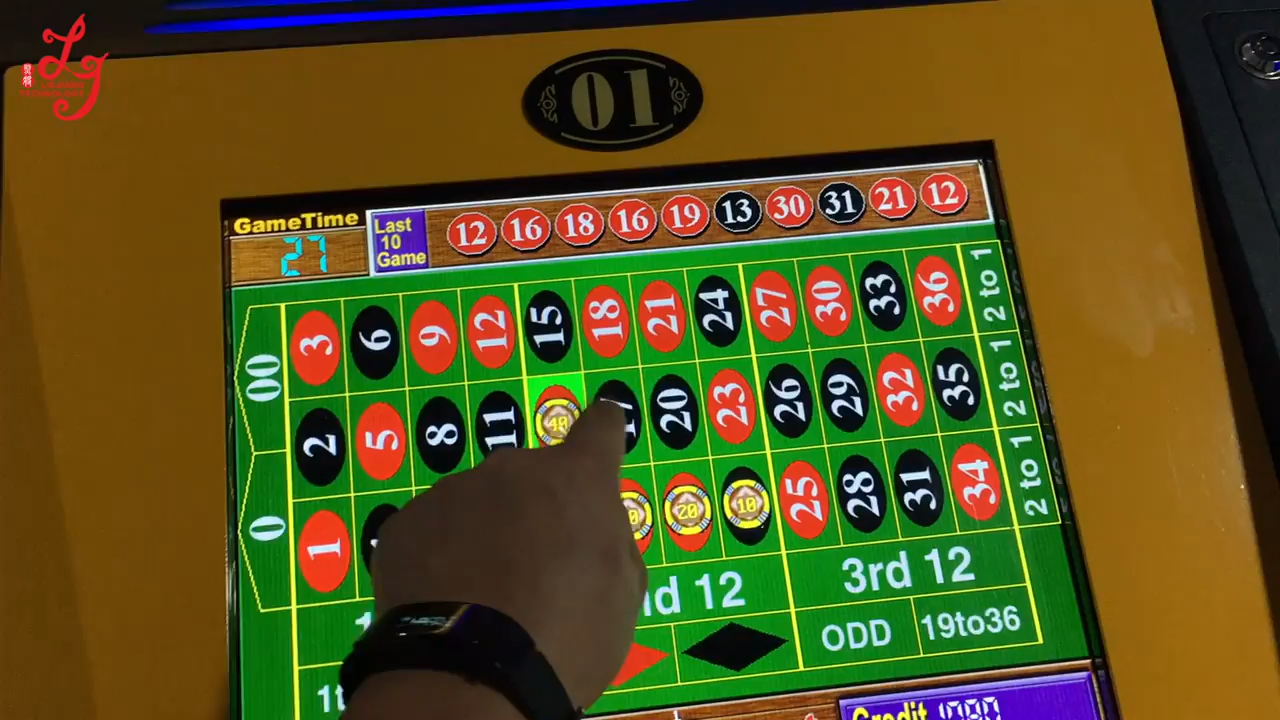 01
GameTime
27
Last
10
Game
12 16 18 16 19 13 30 31 21 12
00 3 6 9 12 15 18 21 24 27 30 33 36 2 to 1
2 5 8 11 40 17 20 23 26 29 32 35 2 to 1
0 1 20 10 25 28 31 34 2 to 1
12 3rd 12
ODD 19to36
Credit